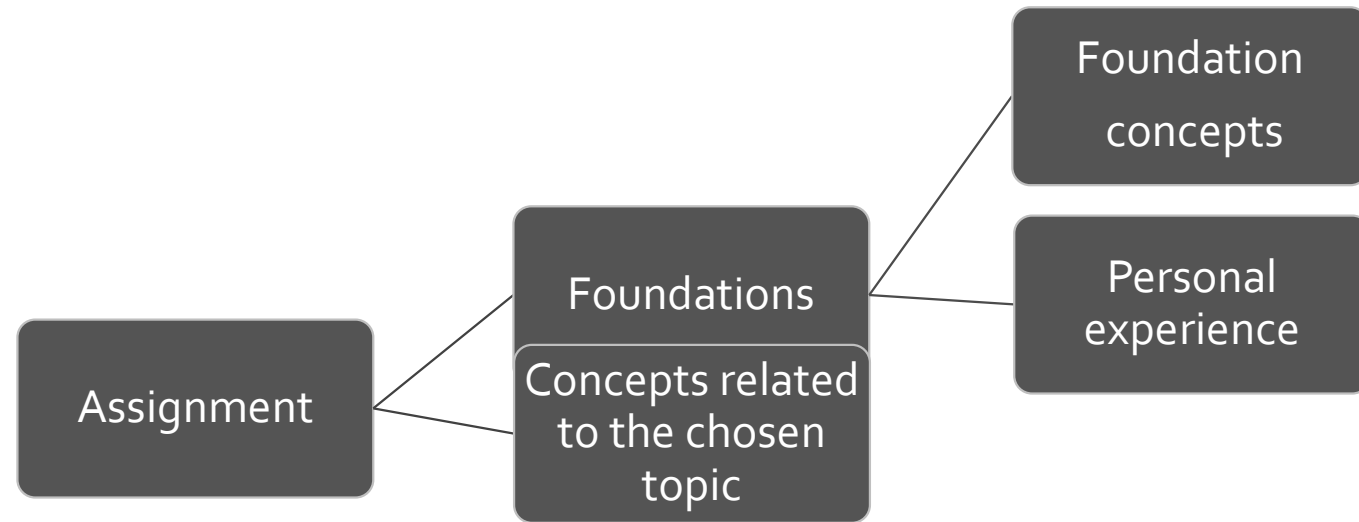 Assignment
Foundations
Concepts related
to the chosen
topic
Foundation
concepts
Personal
experience